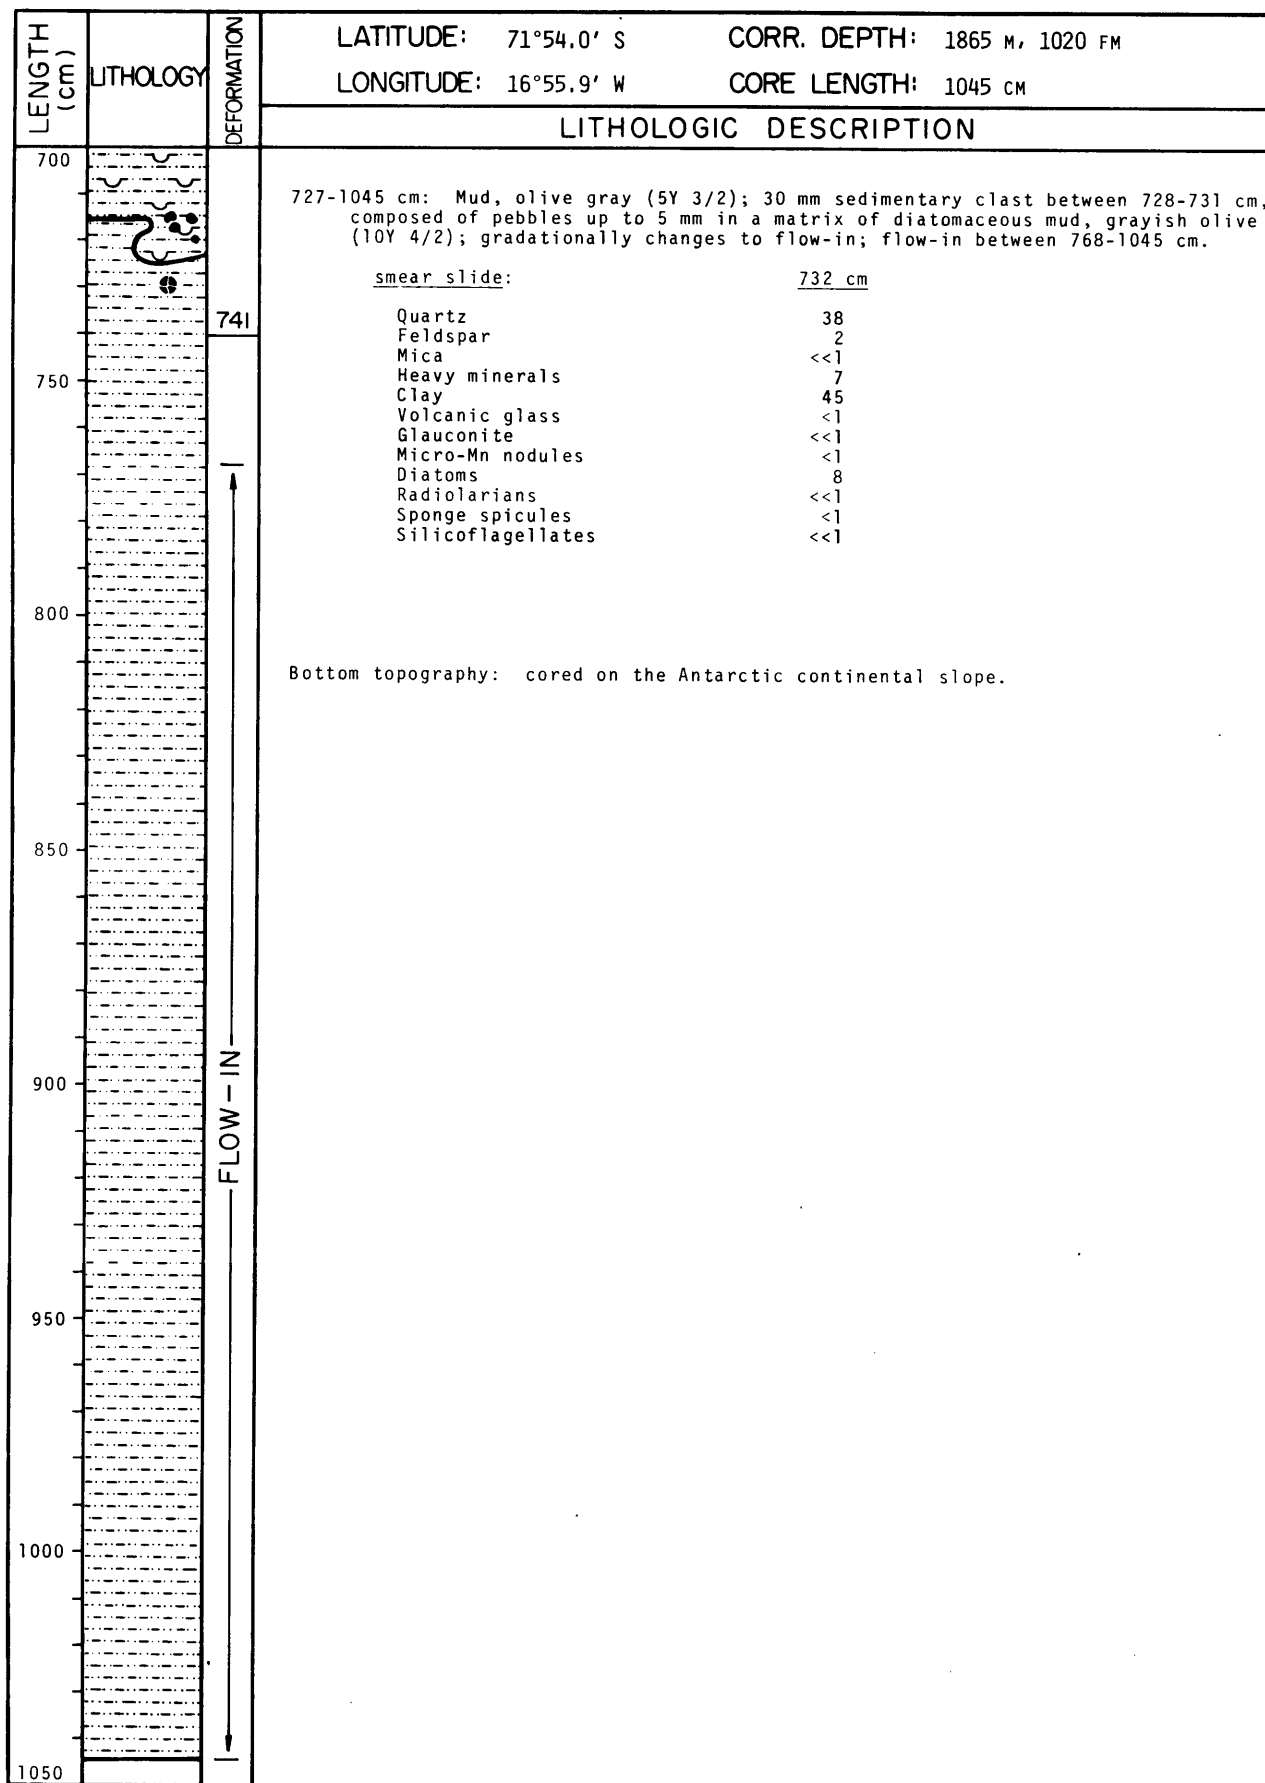 LENGTH (cm)
LITHOLOGY
DEFORMATION
LATITUDE: 71°54.0' S CORR. DEPTH: 1865 M, 1020 FM
LONGITUDE: 16°55.9' W CORE LENGTH: 1045 CM
LITHOLOGIC DESCRIPTION
700
727-1045 cm: Mud, olive gray (5Y 3/2); 30 mm sedimentary clast between 728-731 cm,
composed of pebbles up to 5 mm in a matrix of diatomaceous mud, grayish olive
(10Y 4/2); gradationally changes to flow-in; flow-in between 768-1045 cm.
smear slide: 732 cm
Quartz 38
741
Feldspar 2
Mica <<1
750
Heavy minerals 7
Clay 45
Volcanic glass <1
Glauconite <<1
Micro-Mn nodules <1
Diatoms 8
Radiolarians <<1
Sponge spicules <1
Silicoflagellates <<1
800
Bottom topography: cored on the Antarctic continental slope.
850
900
FLOW-IN
950
1000
1050